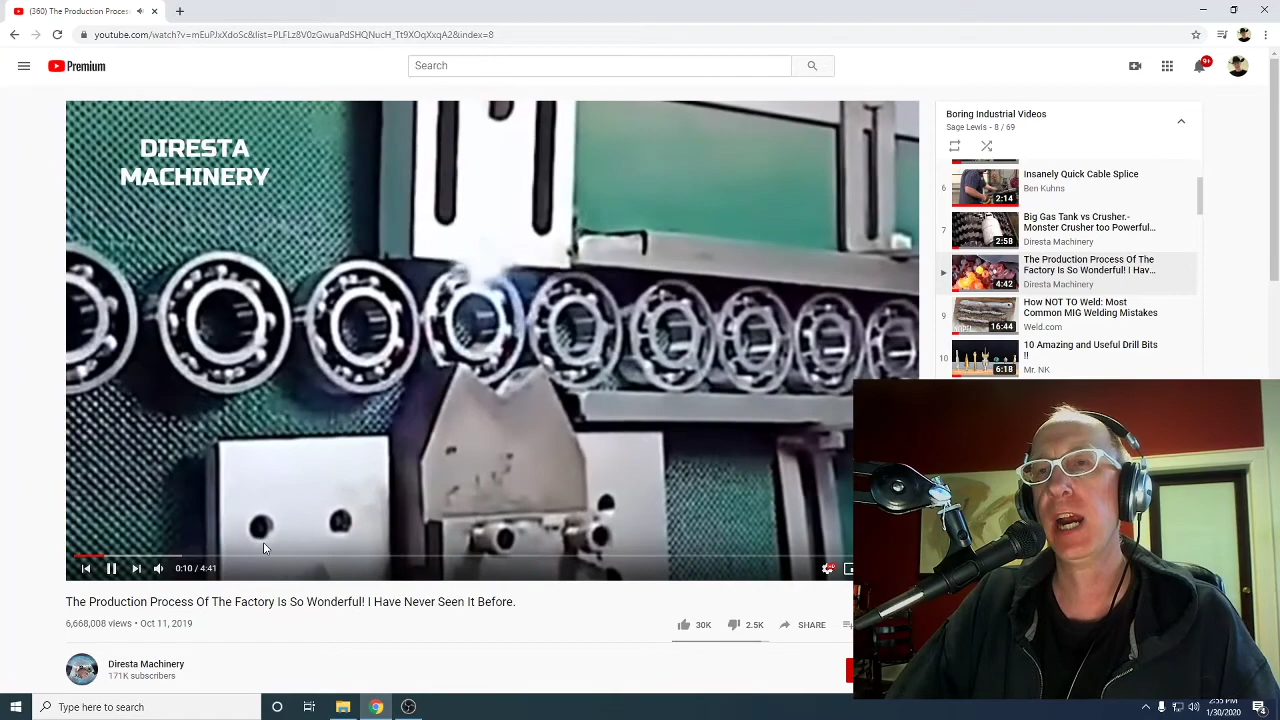 (360) The Production Proces
youtube.com/watch?v=mEuPJxXdoSc&list=PLFLz8V0zGwuaPdSHQNucH_Tt9XOqXxqA2&index=8
Premium
Search
9+
DIRESTA
MACHINERY
Boring Industrial Videos
Sage Lewis - 8 / 69
6
2:14
Insanely Quick Cable Splice
Ben Kuhns
7
2:58
Big Gas Tank vs Crusher.-
Monster Crusher too Powerful...
Diresta Machinery
4:42
The Production Process Of The
Factory Is So Wonderful! I Hav...
Diresta Machinery
9
16:44
How NOT TO Weld: Most
Common MIG Welding Mistakes
Weld.com
10
6:18
10 Amazing and Useful Drill Bits
!!
Mr. NK
0:10 / 4:41
The Production Process Of The Factory Is So Wonderful! I Have Never Seen It Before.
6,668,008 views • Oct 11, 2019
30K
2.5K
SHARE
Diresta Machinery
171K subscribers
Type here to search
2:55 PM
1/30/2020
4